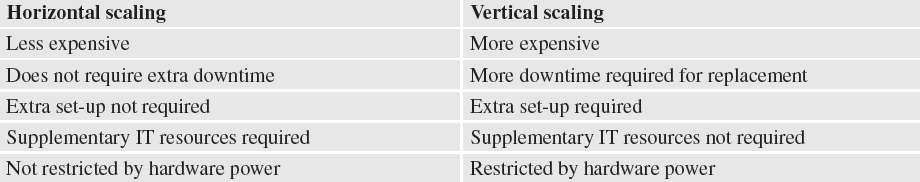 Horizontal scaling Vertical scaling
Less expensive More expensive
Does not require extra downtime More downtime required for replacement
Extra set-up not required Extra set-up required
Supplementary IT resources required Supplementary IT resources not required
Not restricted by hardware power Restricted by hardware power